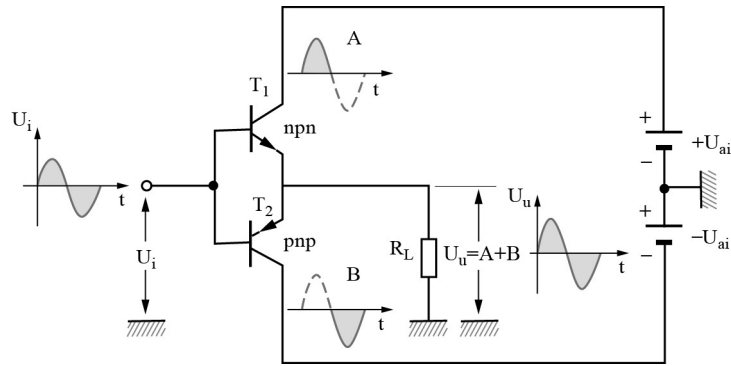 A
t
T1
npn
Ui
t
T2
pnp
Ui
B
t
RL
Uu=A+B
Uu
t
+
−
+Uai
+
−
−Uai